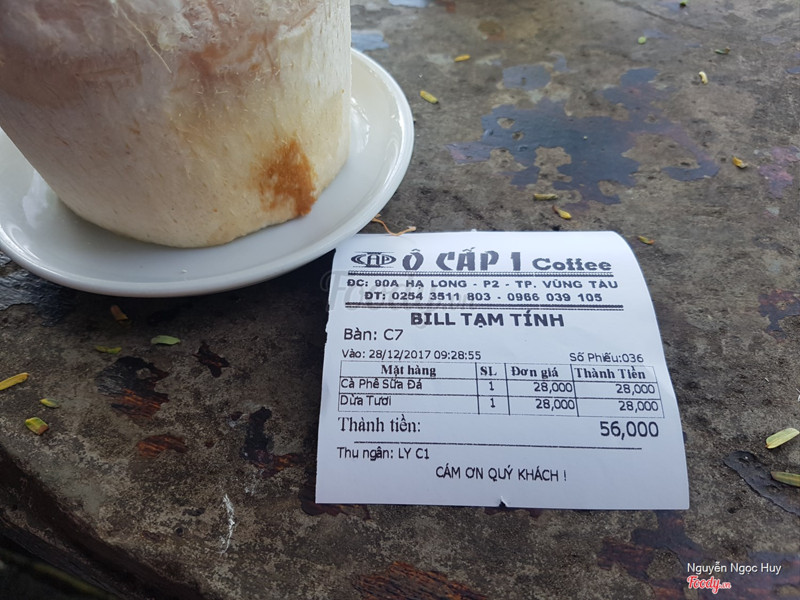 CAP Ô CẤP 1 Coffee
ĐC: 90A HẠ LONG - P2 - TP. VŨNG TÀU
ĐT: 0254 3511 803 - 0966 039 105
BILL TẠM TÍNH
Bàn: C7
Vào: 28/12/2017 09:28:55 Số Phiếu:036
Mặt hàng SL Đơn giá Thành Tiền
Cà Phê Sữa Đá 1 28,000 28,000
Dừa Tươi 1 28,000 28,000
Thành tiền: 56,000
Thu ngân: LY C1
CÁM ƠN QUÝ KHÁCH !
Nguyễn Ngọc Huy
Foody.vn